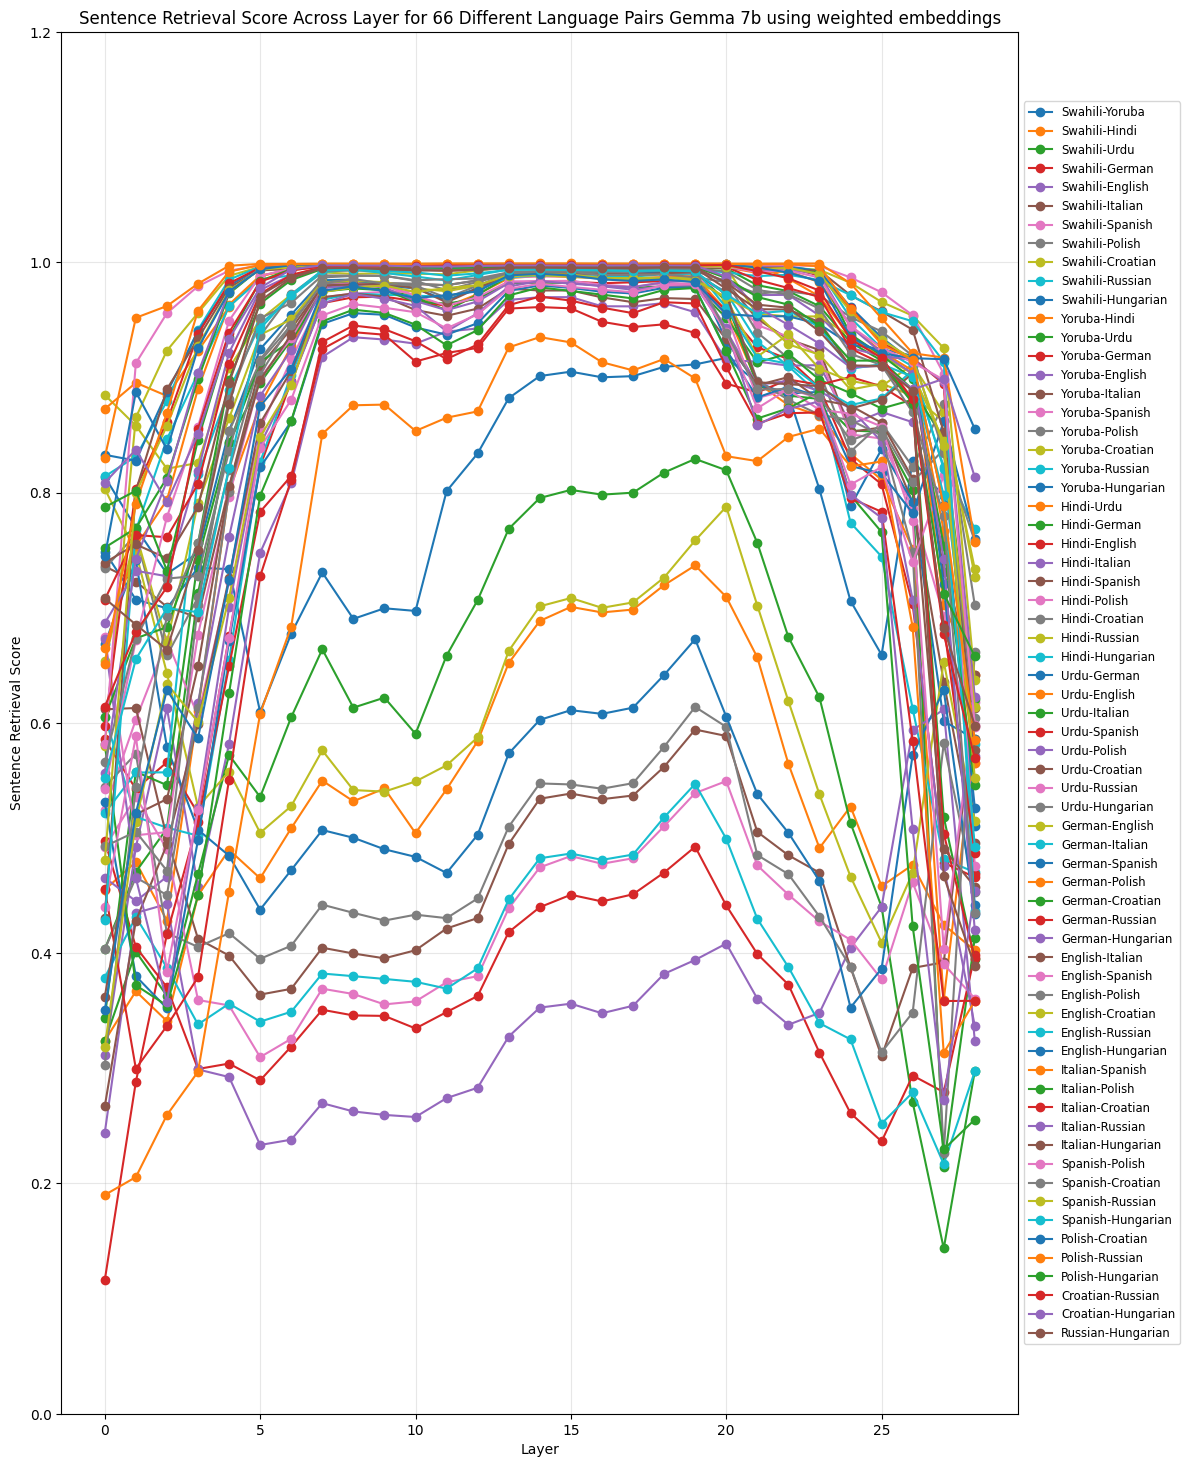 Sentence Retrieval Score Across Layer for 66 Different Language Pairs Gemma 7b using weighted embeddings
1.2
1.0
0.8
0.6
0.4
0.2
0.0
Sentence Retrieval Score
0 5 10 15 20 25
Layer
Swahili-Yoruba
Swahili-Hindi
Swahili-Urdu
Swahili-German
Swahili-English
Swahili-Italian
Swahili-Spanish
Swahili-Polish
Swahili-Croatian
Swahili-Russian
Swahili-Hungarian
Yoruba-Hindi
Yoruba-Urdu
Yoruba-German
Yoruba-English
Yoruba-Italian
Yoruba-Spanish
Yoruba-Polish
Yoruba-Croatian
Yoruba-Russian
Yoruba-Hungarian
Hindi-Urdu
Hindi-German
Hindi-English
Hindi-Italian
Hindi-Spanish
Hindi-Polish
Hindi-Croatian
Hindi-Russian
Hindi-Hungarian
Urdu-German
Urdu-English
Urdu-Italian
Urdu-Spanish
Urdu-Polish
Urdu-Croatian
Urdu-Russian
Urdu-Hungarian
German-English
German-Italian
German-Spanish
German-Polish
German-Croatian
German-Russian
German-Hungarian
English-Italian
English-Spanish
English-Polish
English-Croatian
English-Russian
English-Hungarian
Italian-Spanish
Italian-Polish
Italian-Croatian
Italian-Russian
Italian-Hungarian
Spanish-Polish
Spanish-Croatian
Spanish-Russian
Spanish-Hungarian
Polish-Croatian
Polish-Russian
Polish-Hungarian
Croatian-Russian
Croatian-Hungarian
Russian-Hungarian